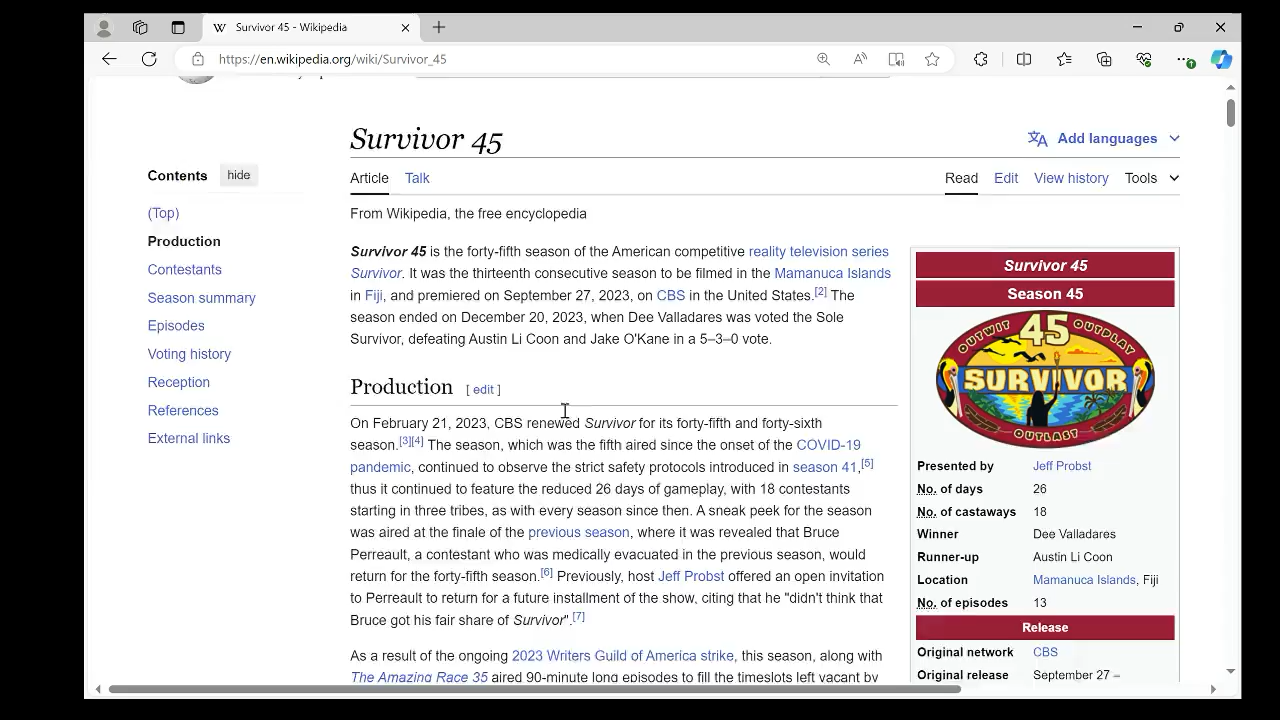 Survivor 45 - Wikipedia
https://en.wikipedia.org/wiki/Survivor_45
Survivor 45
Add languages
Contents
hide
Article
Talk
Read
Edit
View history
Tools
(Top)
Production
Contestants
Season summary
Episodes
Voting history
Reception
References
External links
From Wikipedia, the free encyclopedia
Survivor 45 is the forty-fifth season of the American competitive reality television series
Survivor. It was the thirteenth consecutive season to be filmed in the Mamanuca Islands
in Fiji, and premiered on September 27, 2023, on CBS in the United States.[2] The
season ended on December 20, 2023, when Dee Valladares was voted the Sole
Survivor, defeating Austin Li Coon and Jake O'Kane in a 5–3–0 vote.
Production [ edit ]
On February 21, 2023, CBS renewed Survivor for its forty-fifth and forty-sixth
season.[3][4] The season, which was the fifth aired since the onset of the COVID-19
pandemic, continued to observe the strict safety protocols introduced in season 41,[5]
thus it continued to feature the reduced 26 days of gameplay, with 18 contestants
starting in three tribes, as with every season since then. A sneak peek for the season
was aired at the finale of the previous season, where it was revealed that Bruce
Perreault, a contestant who was medically evacuated in the previous season, would
return for the forty-fifth season.[6] Previously, host Jeff Probst offered an open invitation
to Perreault to return for a future installment of the show, citing that he "didn't think that
Bruce got his fair share of Survivor".[7]
As a result of the ongoing 2023 Writers Guild of America strike, this season, along with
The Amazing Race 35 aired 90-minute long episodes to fill the timeslots left vacant by
Survivor 45
Season 45
45
OUTWIT OUTPLAY
SURVIVOR
OUTLAST
Presented by Jeff Probst
No. of days 26
No. of castaways 18
Winner Dee Valladares
Runner-up Austin Li Coon
Location Mamanuca Islands, Fiji
No. of episodes 13
Release
Original network CBS
Original release September 27 –